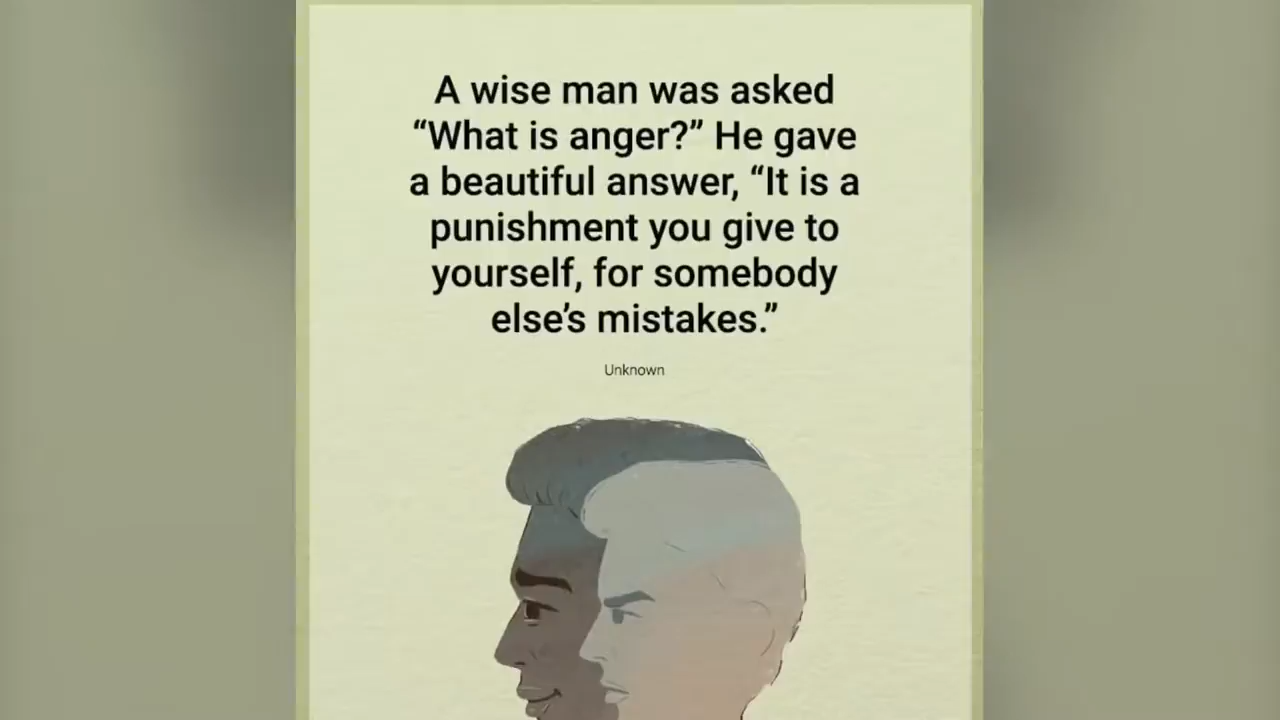 A wise man was asked
“What is anger?” He gave
a beautiful answer, “It is a
punishment you give to
yourself, for somebody
else’s mistakes.”
Unknown